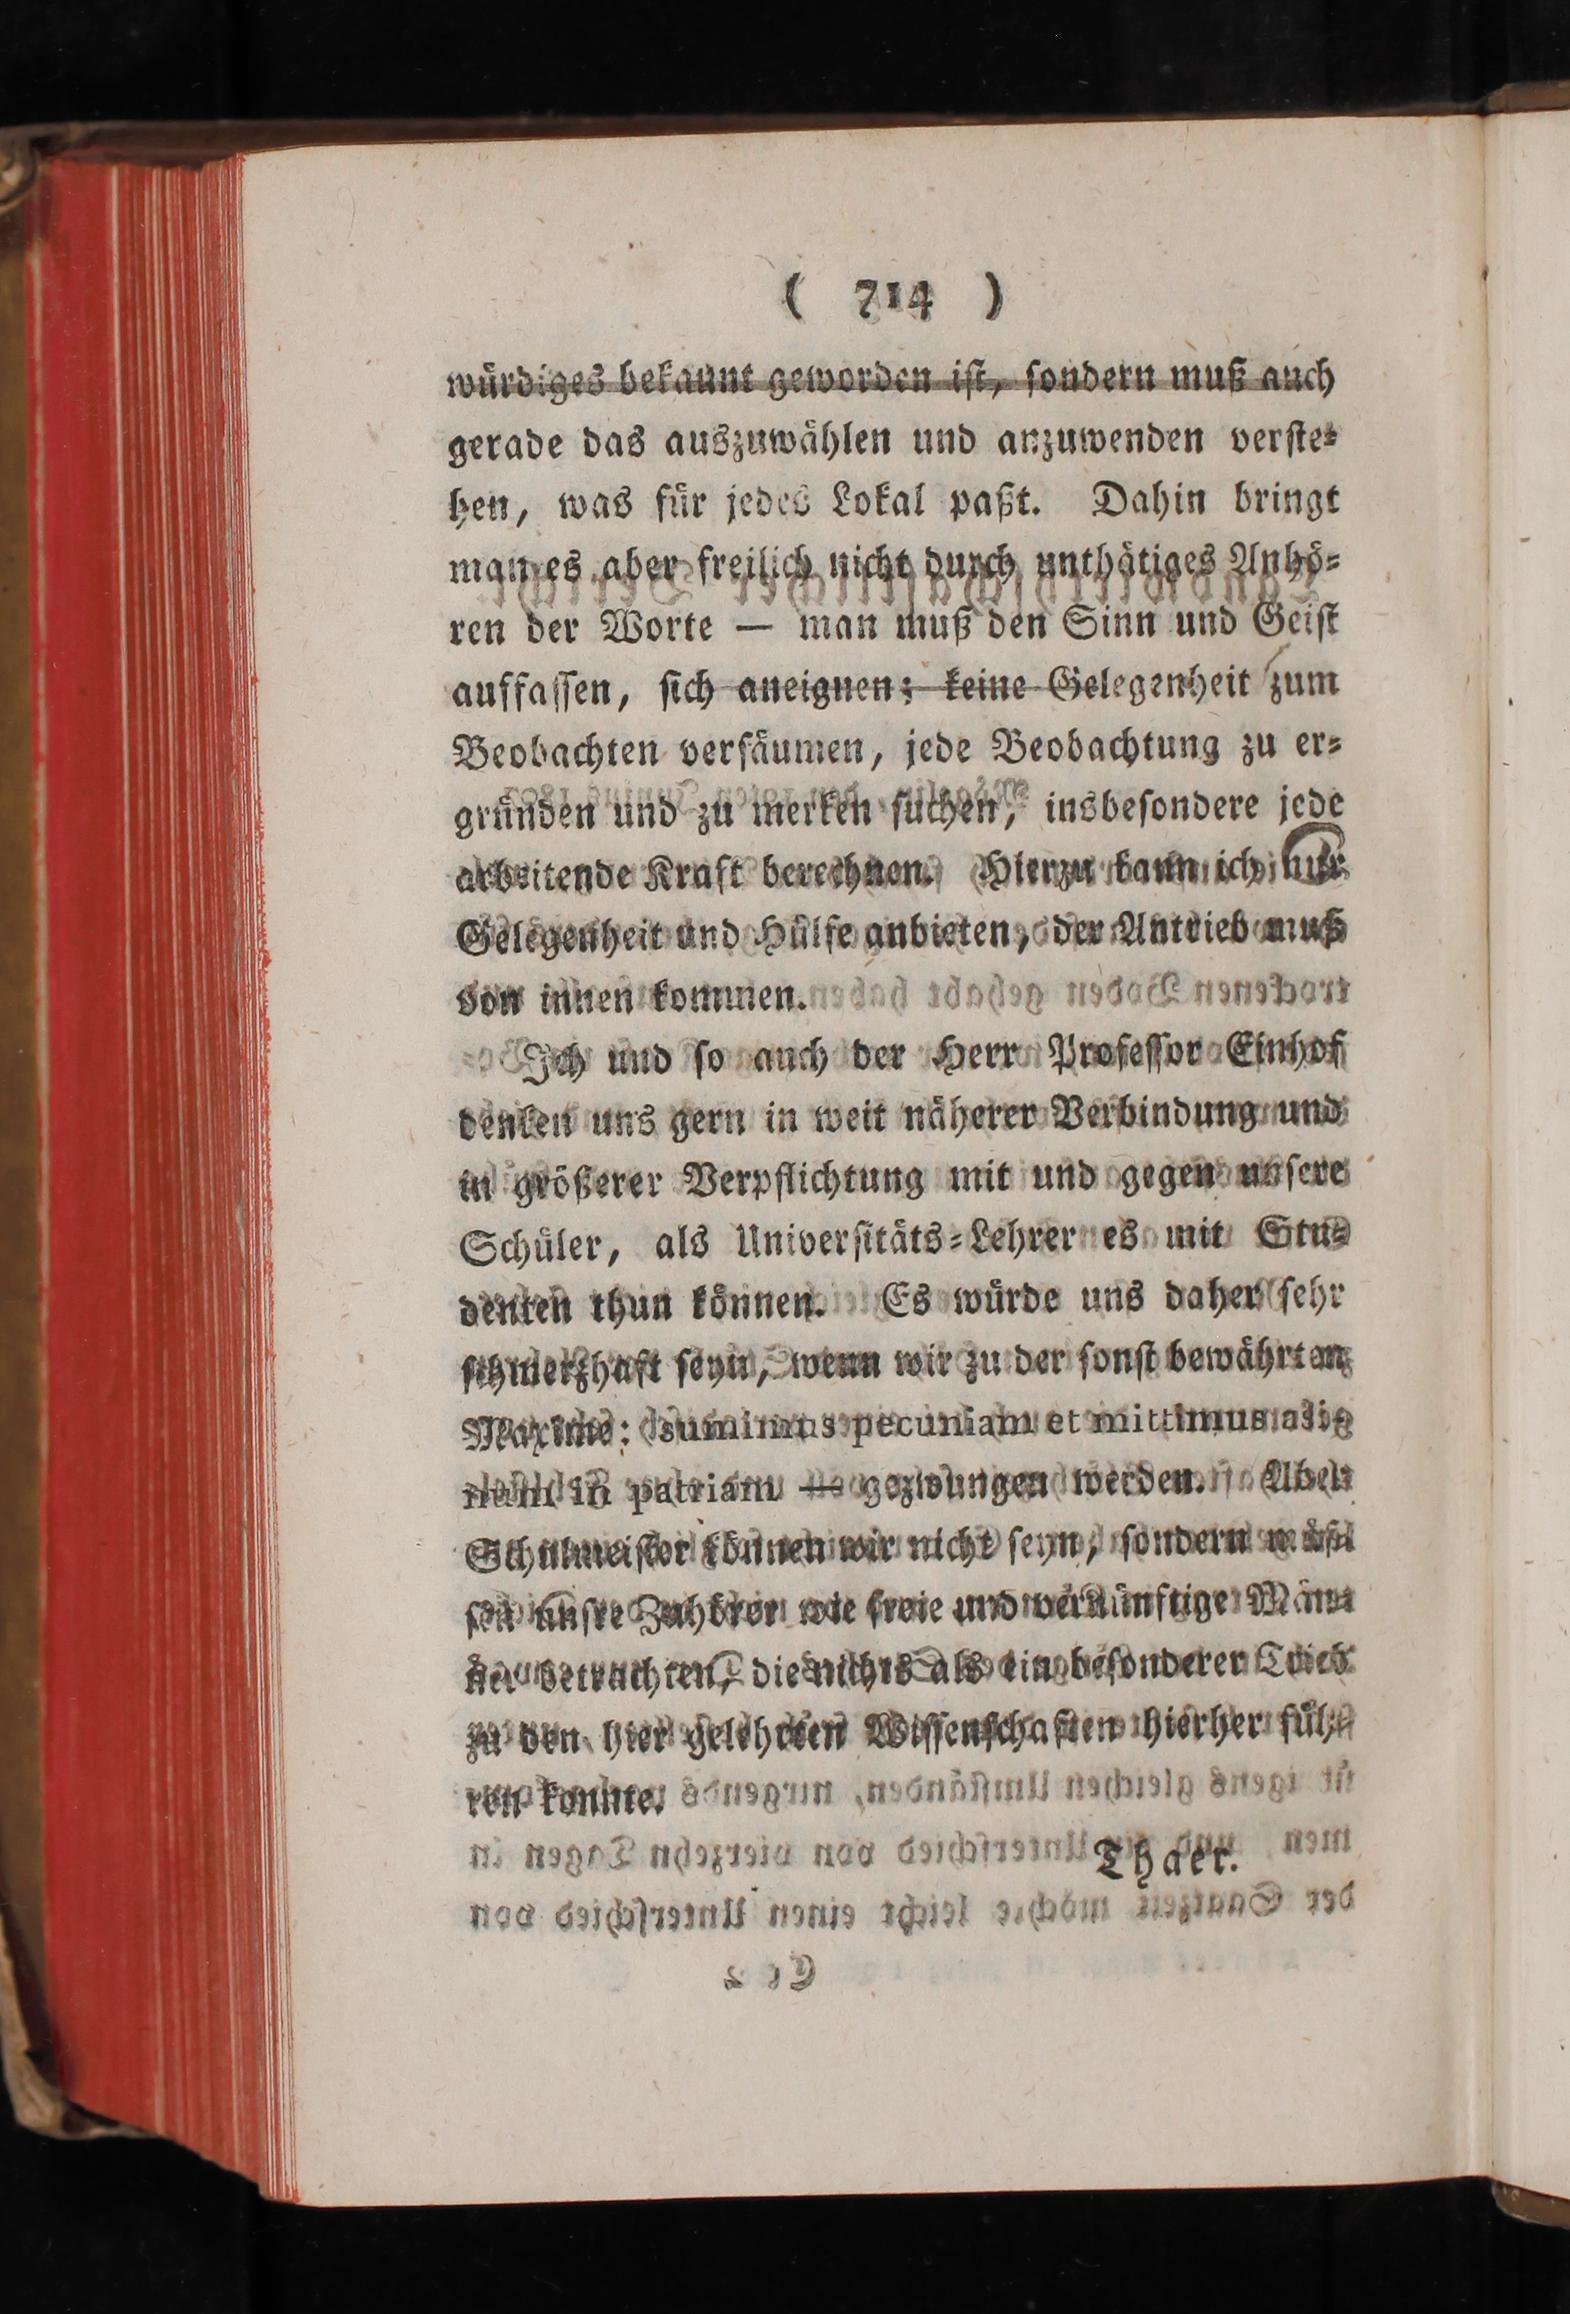 ( 714 )
würdiges bekannt geworden ist, sondern muß auch
gerade das auszuwählen und anzuwenden verste-
hen, was für jedes Lokal paßt. Dahin bringt
man es aber freilich nicht durch unthätiges Anhö-
ren der Worte — man muß den Sinn und Geist
auffassen, sich aneignen; keine Gelegenheit zum
Beobachten versäumen, jede Beobachtung zu er-
gründen und zu merken suchen, insbesondere jede
arbeitende Kraft berechnen. Hierzu kann ich nur
Gelegenheit und Hülfe anbieten, der Antrieb muß
von innen kommen.
Ich und so auch der Herr Professor Einhof
denken uns gern in weit näherer Verbindung und
in größerer Verpflichtung mit und gegen unsere
Schüler, als Universitäts-Lehrer es mit Stu-
denten thun können. Es würde uns daher sehr
schmerzhaft seyn, wenn wir zu der sonst bewährten
Maxime: sumimus pecuniam et mittimus asi-
num in patriam — gezwungen werden. Aber
Schulmeister können wir nicht seyn, sondern müs-
sen unsre Zuhörer wie freie und vernünftige Män-
ner betrachten, die nichts als ein besonderer Trieb
zu den hier gelehrten Wissenschaften hierher füh-
ren konnte.
Thaer.